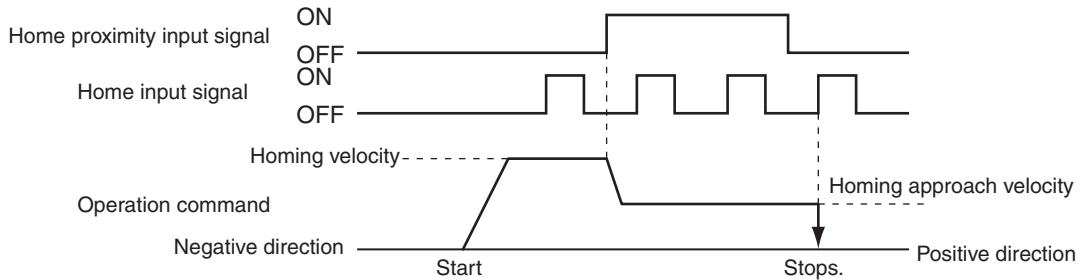 ON
Home proximity input signal
OFF
ON
Home input signal
OFF
Homing velocity
Homing approach velocity
Operation command
Negative direction
Positive direction
Start
Stops.